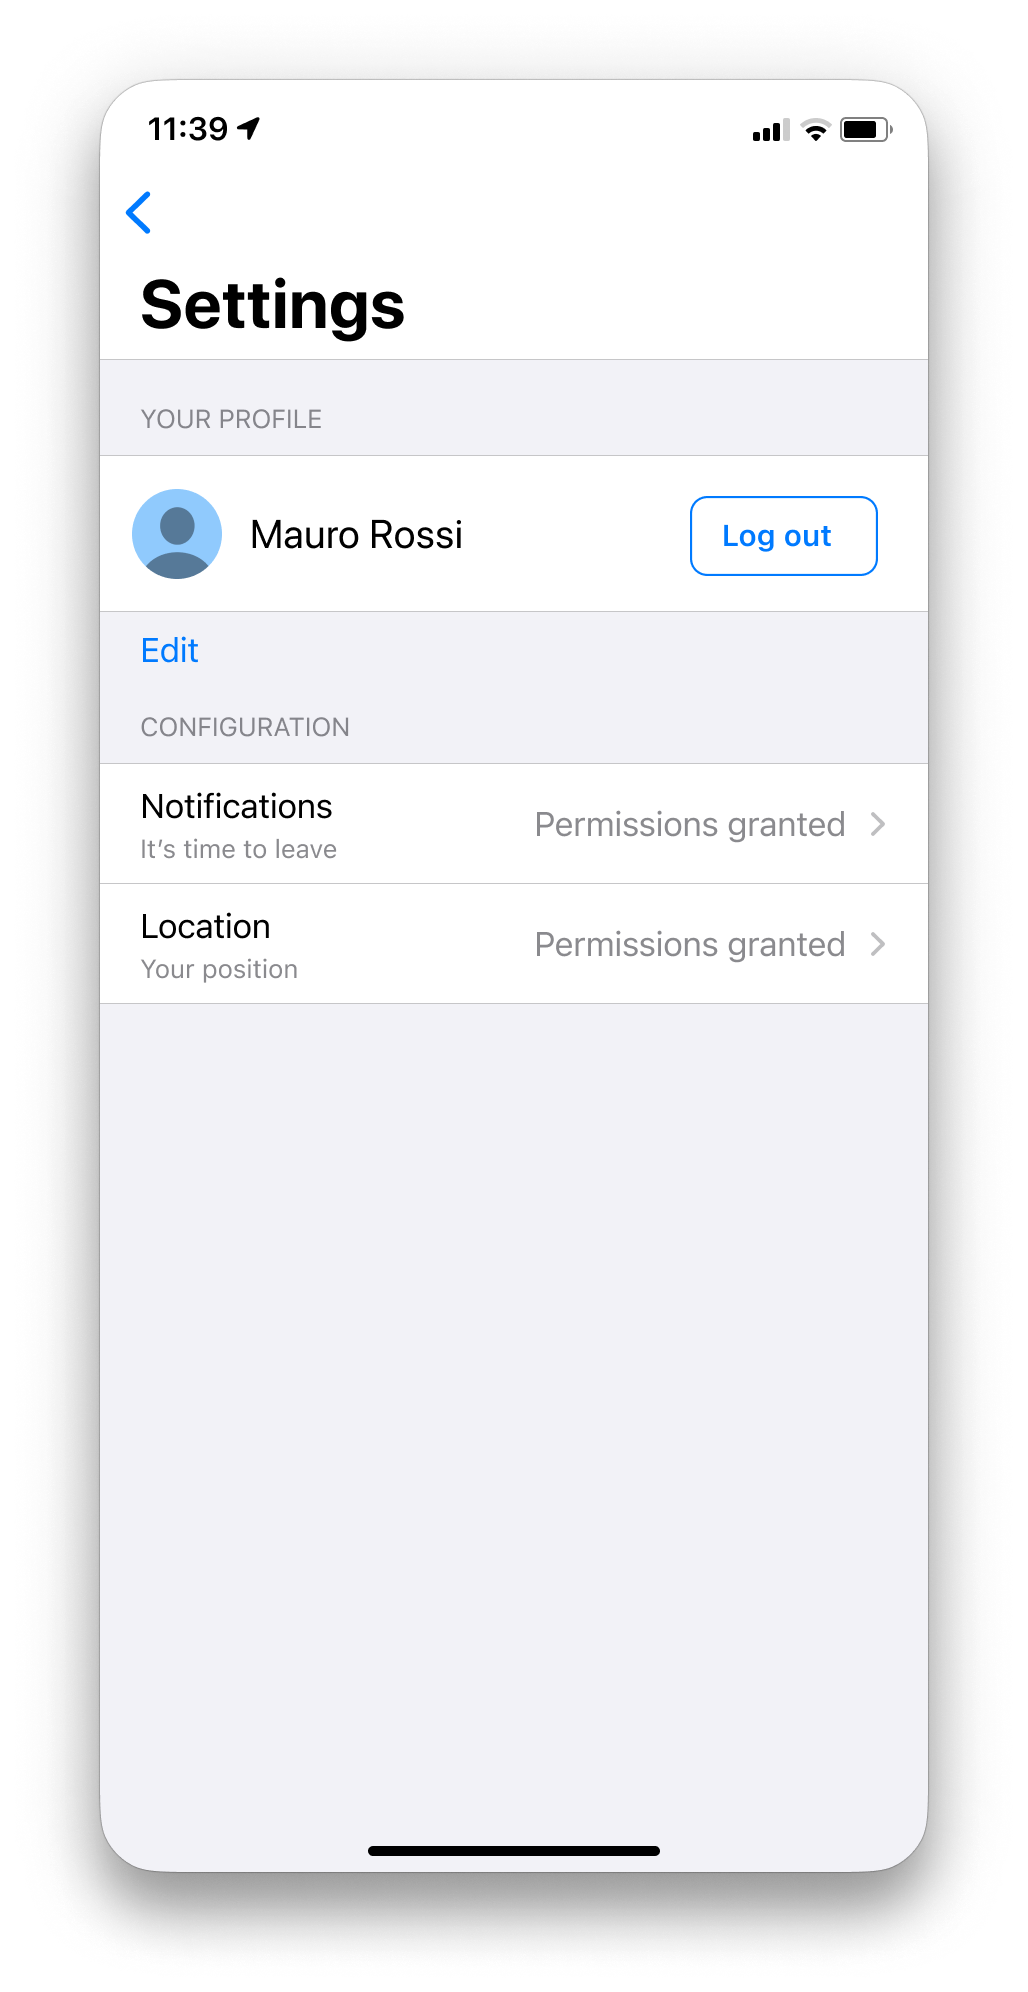 11:39
Settings
YOUR PROFILE
Mauro Rossi
Log out
Edit
CONFIGURATION
Notifications
It’s time to leave
Permissions granted
Location
Your position
Permissions granted